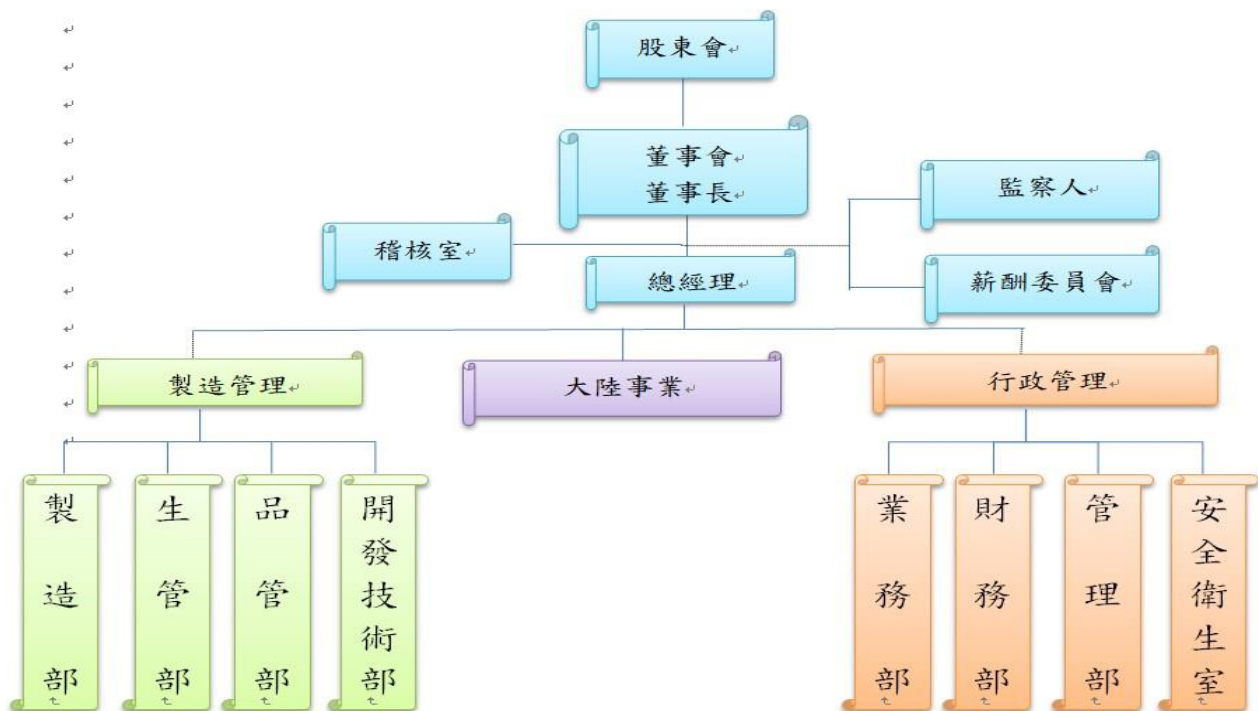 股東會
董事會
董事長
監察人
稽核室
總經理
薪酬委員會
製造管理
大陸事業
行政管理
製造部
生管部
品管部
開發技術部
業務部
財務部
管理部
安全衛生室